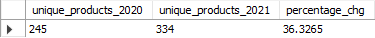 unique_products_2020 unique_products_2021 percentage_chg
245 334 36.3265